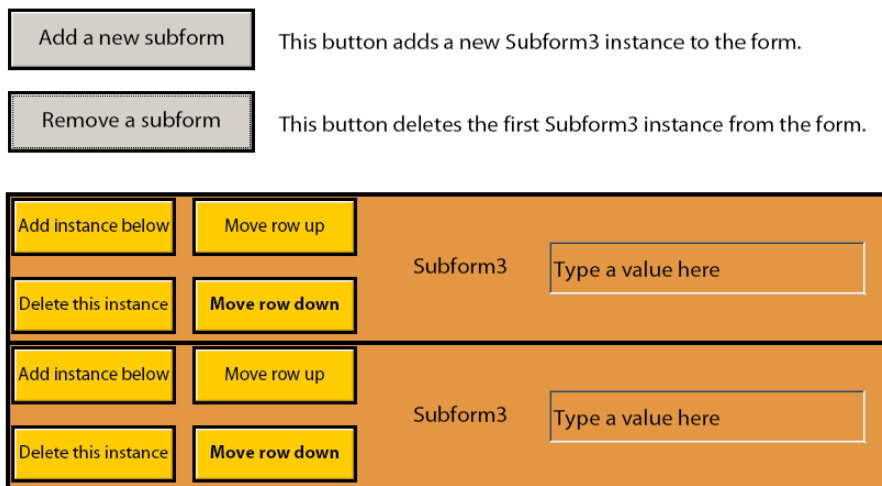 Add a new subform
This button adds a new Subform3 instance to the form.
Remove a subform
This button deletes the first Subform3 instance from the form.
Add instance below
Move row up
Subform3
Type a value here
Delete this instance
Move row down
Add instance below
Move row up
Subform3
Type a value here
Delete this instance
Move row down